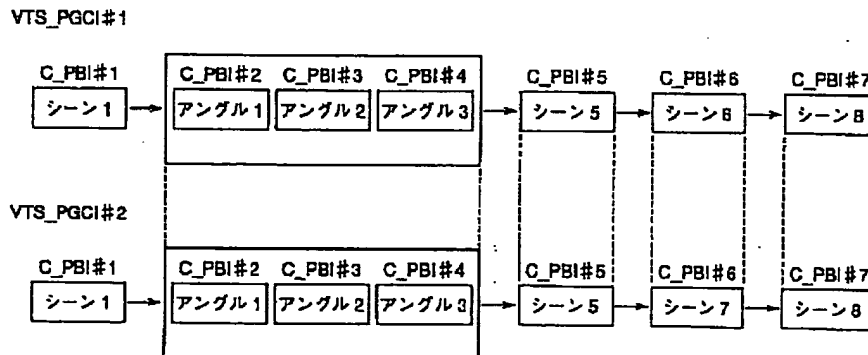 VTS_PGCI#1
C_PBI#1 C_PBI#2 C_PBI#3 C_PBI#4 C_PBI#5 C_PBI#6 C_PBI#7
シーン1 アングル1 アングル2 アングル3 シーン5 シーン6 シーン8
VTS_PGCI#2
C_PBI#1 C_PBI#2 C_PBI#3 C_PBI#4 C_PBI#5 C_PBI#6 C_PBI#7
シーン1 アングル1 アングル2 アングル3 シーン5 シーン7 シーン8